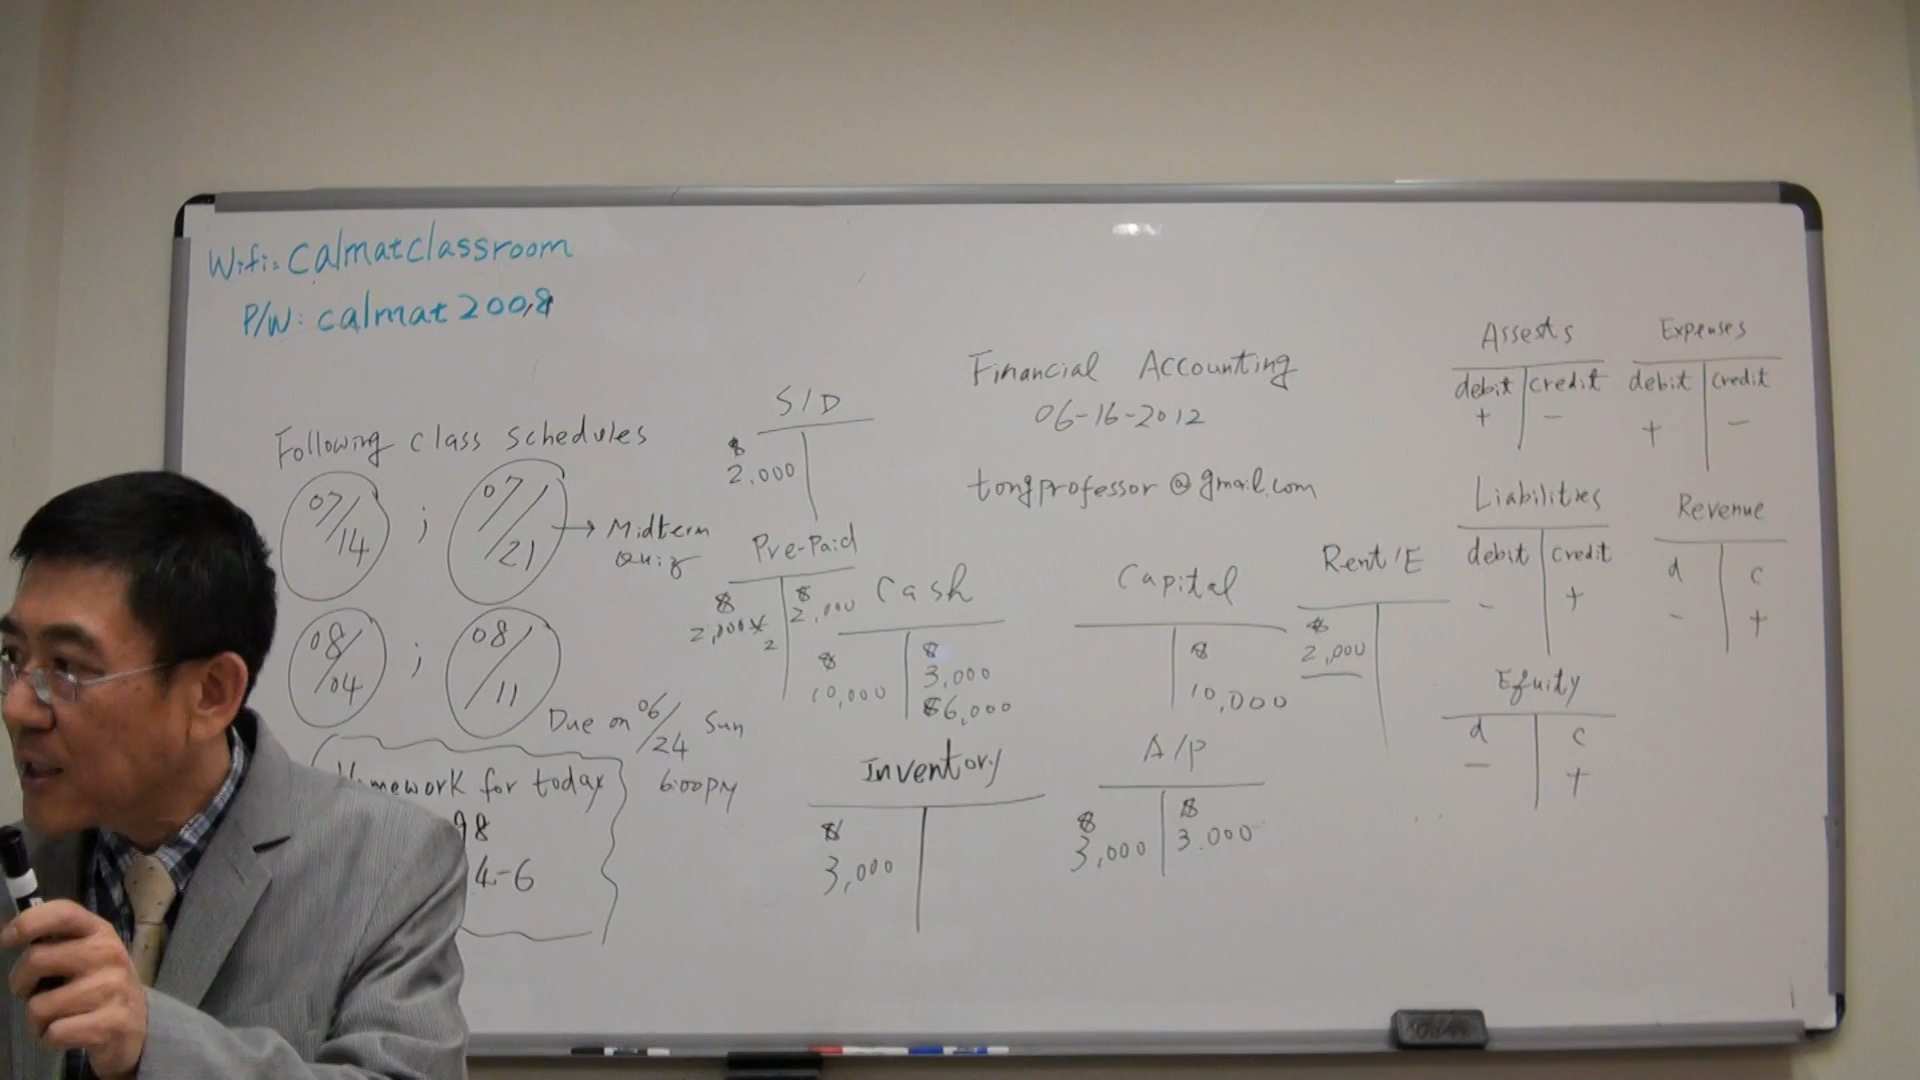 Wifi: calmatclassroom
P/W: calmat2008
Following class schedules
07/14 ; 07/21 → Midterm Quiz
08/04 ; 08/11
Due on 06/24 Sun
6:00PM
Homework for today
98
4-6
S/D
$
2,000
Pre-Paid
$ $
2,000x2 2,000
Cash
$ $
10,000 3,000
$6,000
Inventory
$
3,000
Financial Accounting
06-16-2012
tongprofessor@gmail.com
Capital
$
10,000
A/P
$ $
3,000 3.000
Rent/E
$
2,000
Assests
debit credit
+ -
Expenses
debit credit
+ -
Liabilities
debit credit
- +
Revenue
d c
- +
Equity
d c
- +